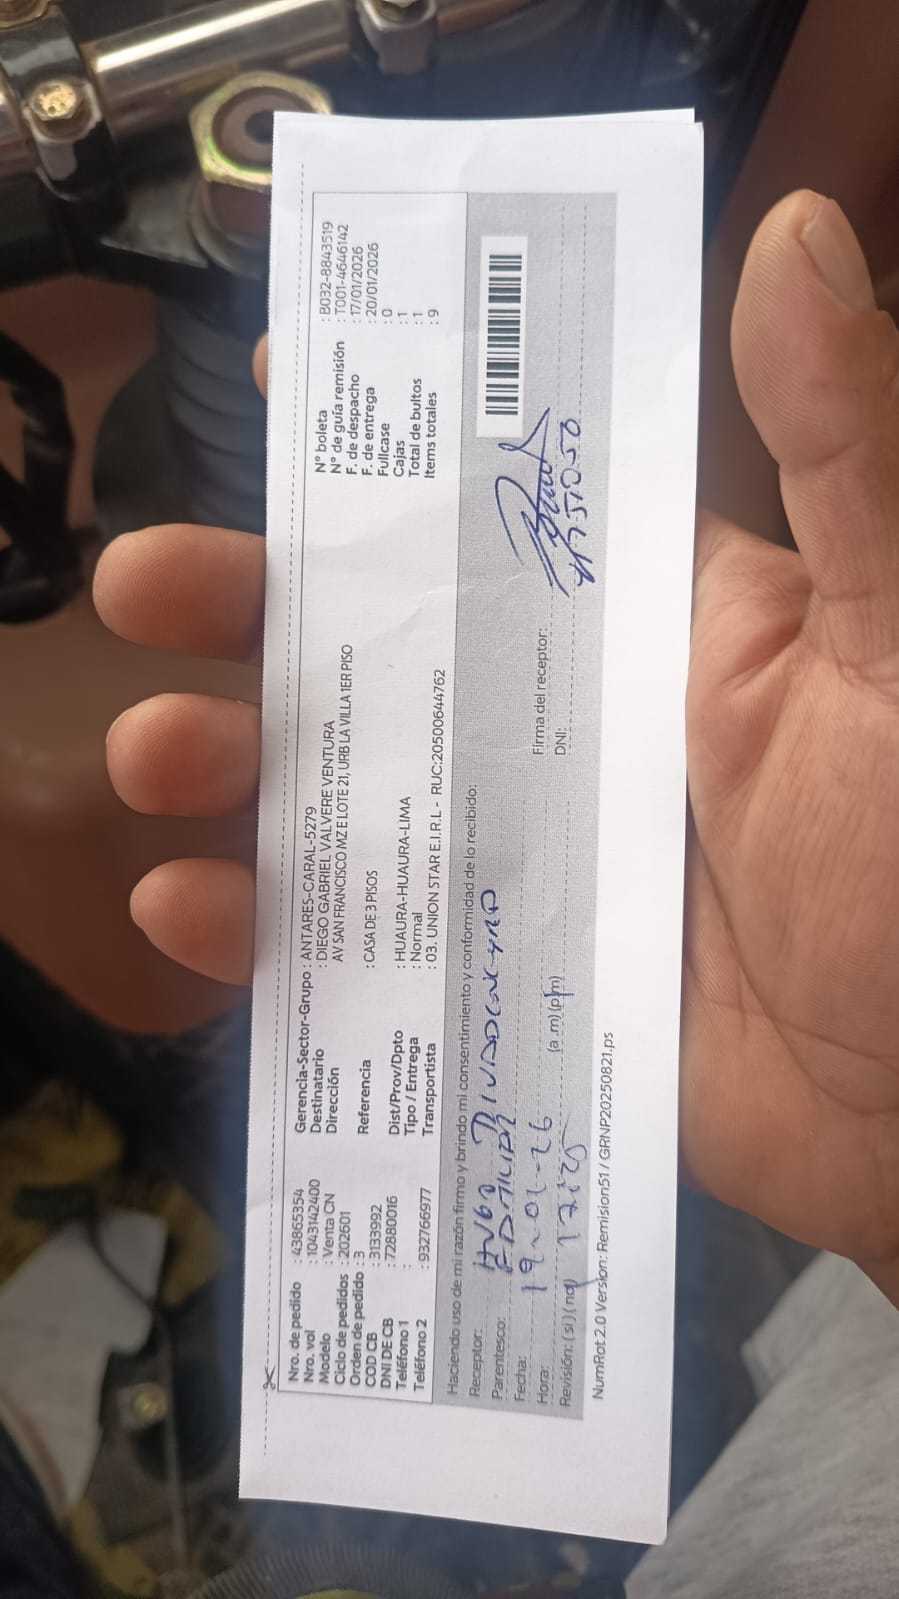 Nro. de pedido : 43865354
Nro. vol : 1043142400
Modelo : Venta CN
Ciclo de pedidos : 202601
Orden de pedido : 3
COD CB : 3133992
DNI DE CB : 72880016
Teléfono 1 :
Teléfono 2 : 932766977
Gerencia-Sector-Grupo : ANTARES-CARAL-5279
Destinatario : DIEGO GABRIEL VALVERE VENTURA
Dirección AV SAN FRANCISCO MZ E LOTE 21, URB LA VILLA 1ER PISO
Referencia : CASA DE 3 PISOS
Dist/Prov/Dpto : HUAURA-HUAURA-LIMA
Tipo / Entrega : Normal
Transportista : 03. UNION STAR E.I.R.L - RUC:20500644762
N° boleta : B032-8843519
N° de guía remisión : T001-4646142
F. de despacho : 17/01/2026
F. de entrega : 20/01/2026
Fullcase : 0
Cajas : 1
Total de bultos : 1
Items totales : 9
Haciendo uso de mi razón firmo y brindo mi consentimiento y conformidad de lo recibido:
Receptor: HUGO
Parentesco:
Fecha: 19-01-26
Hora: (a.m)(pm)
Revisión: (si)(no)
Firma del receptor:
DNI:
NumRot 2.0 Version: Remision51 / GRNP20250821.ps